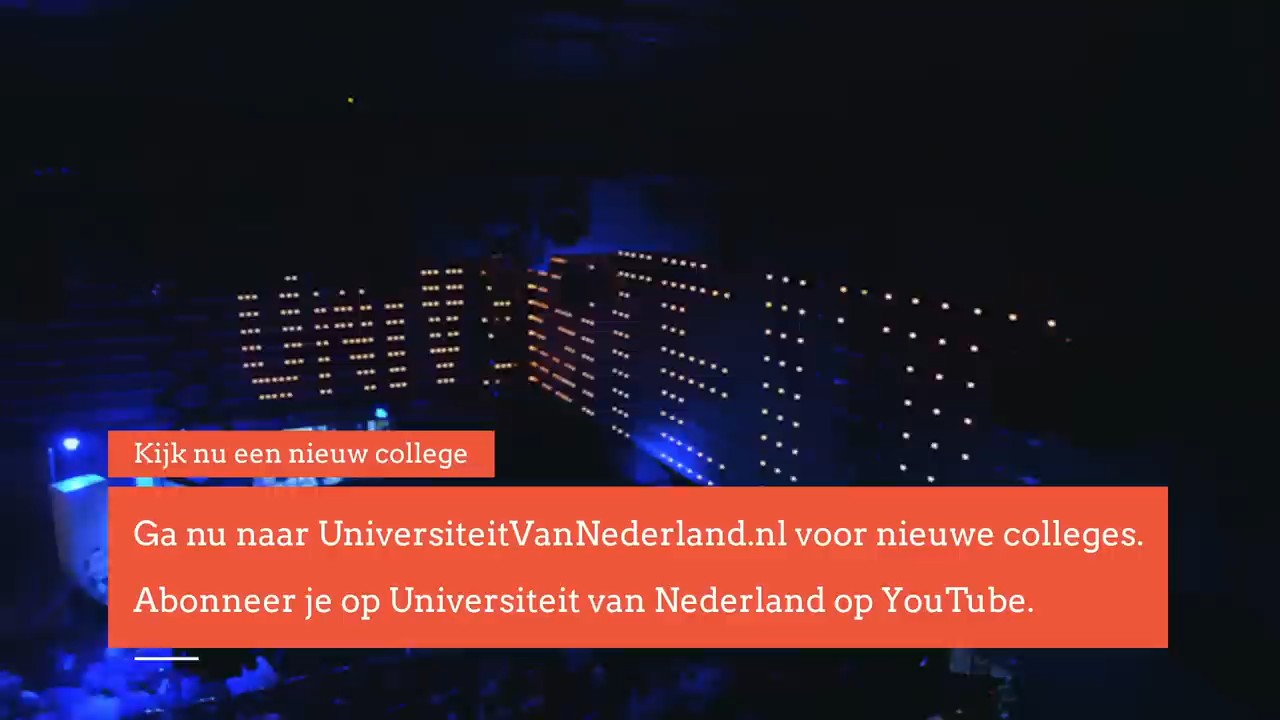 Kijk nu een nieuw college
Ga nu naar UniversiteitVanNederland.nl voor nieuwe colleges.
Abonneer je op Universiteit van Nederland op YouTube.